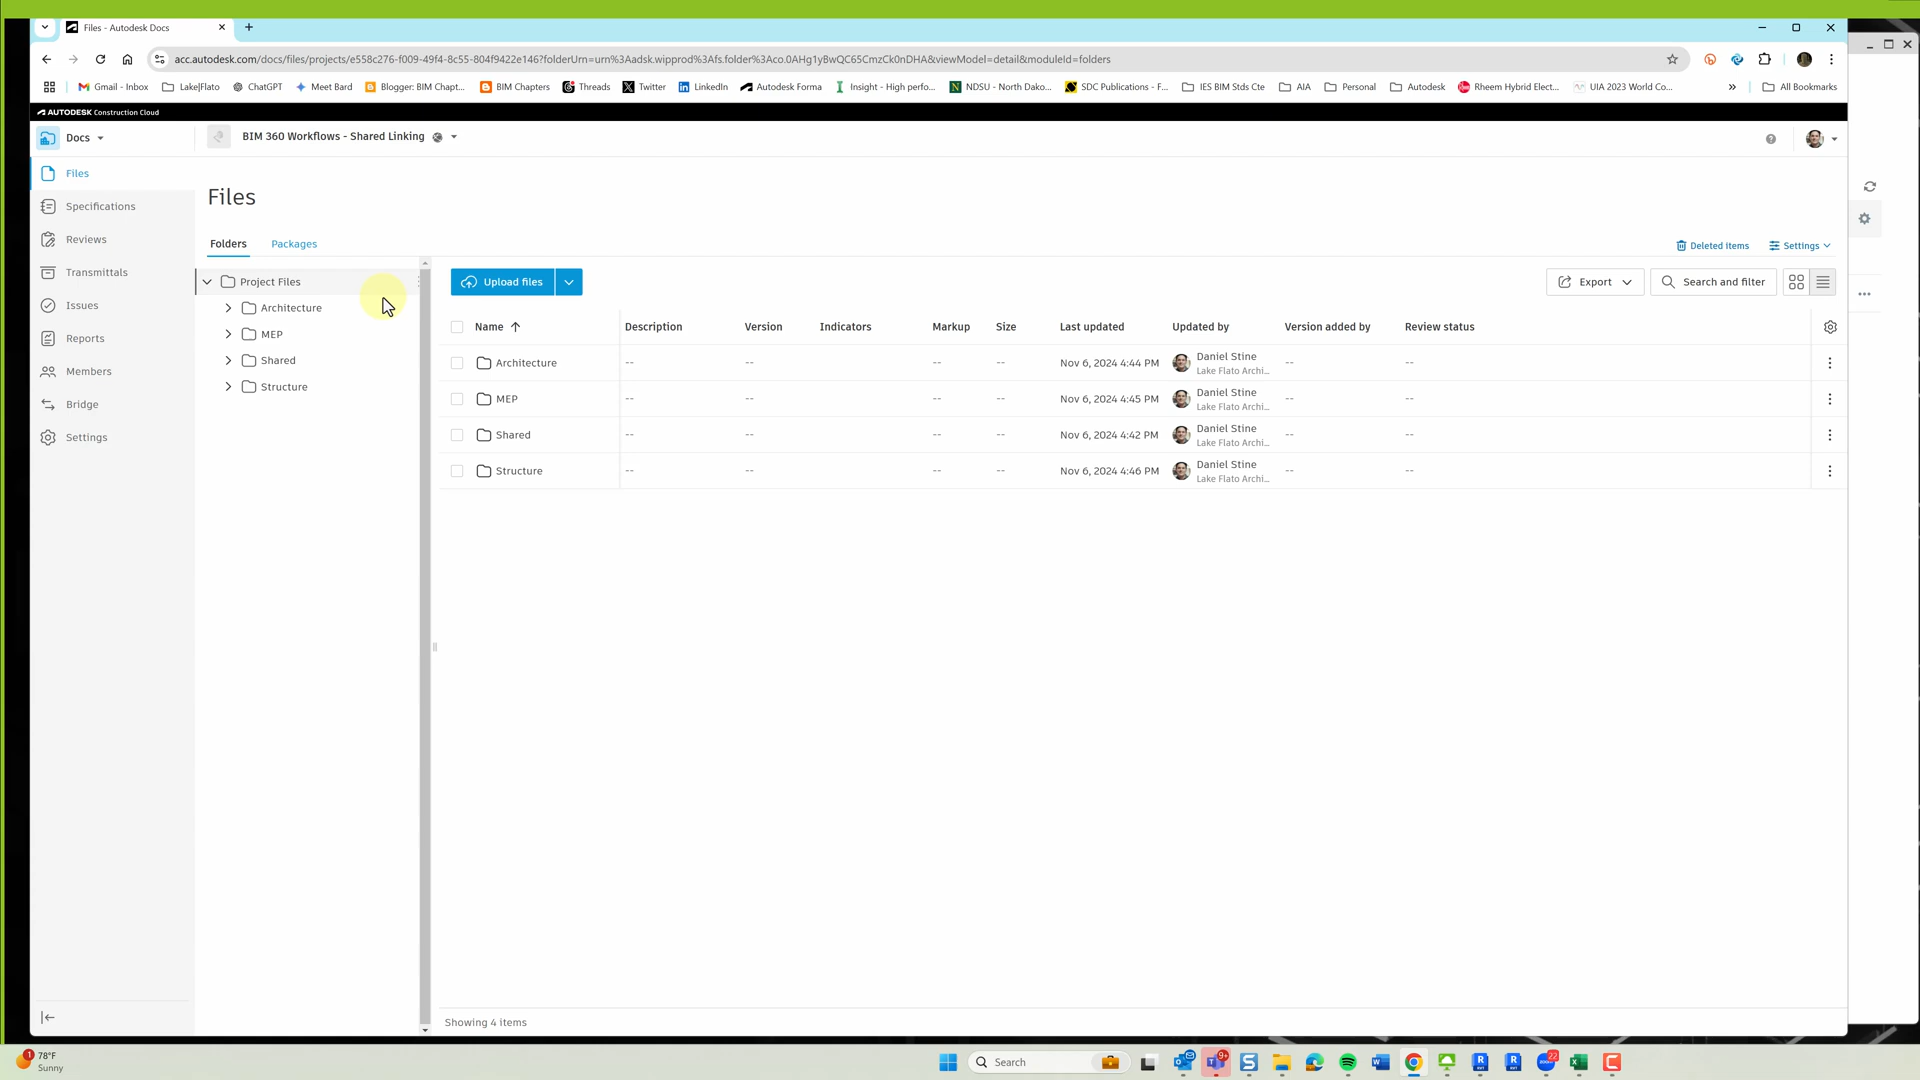 Files - Autodesk Docs
acc.autodesk.com/docs/files/projects/e558c276-f009-49f4-8c55-804f9422e146?folderUrn=urn%3Aadsk.wipprod%3Afs.folder%3Aco.0AHg1yBwQC65CmzCk0nDHA&viewModel=detail&moduleId=folders
Gmail - Inbox Lake|Flato ChatGPT Meet Bard Blogger: BIM Chapt... BIM Chapters Threads Twitter LinkedIn Autodesk Forma Insight - High perfo... NDSU - North Dako... SDC Publications - F... IES BIM Stds Cte AIA Personal Autodesk Rheem Hybrid Elect... UIA 2023 World Co... » All Bookmarks
AUTODESK Construction Cloud
Docs BIM 360 Workflows - Shared Linking
Files
Specifications
Reviews
Transmittals
Issues
Reports
Members
Bridge
Settings
Files
Folders Packages Deleted items Settings
Project Files
Architecture
MEP
Shared
Structure
Upload files Export Search and filter
Name Description Version Indicators Markup Size Last updated Updated by Version added by Review status
Architecture -- -- -- -- Nov 6, 2024 4:44 PM Daniel Stine -- --
Lake Flato Archi...
MEP -- -- -- -- Nov 6, 2024 4:45 PM Daniel Stine -- --
Lake Flato Archi...
Shared -- -- -- -- Nov 6, 2024 4:42 PM Daniel Stine -- --
Lake Flato Archi...
Structure -- -- -- -- Nov 6, 2024 4:46 PM Daniel Stine -- --
Lake Flato Archi...
Showing 4 items
1 78°F
Sunny
Search
9+
22